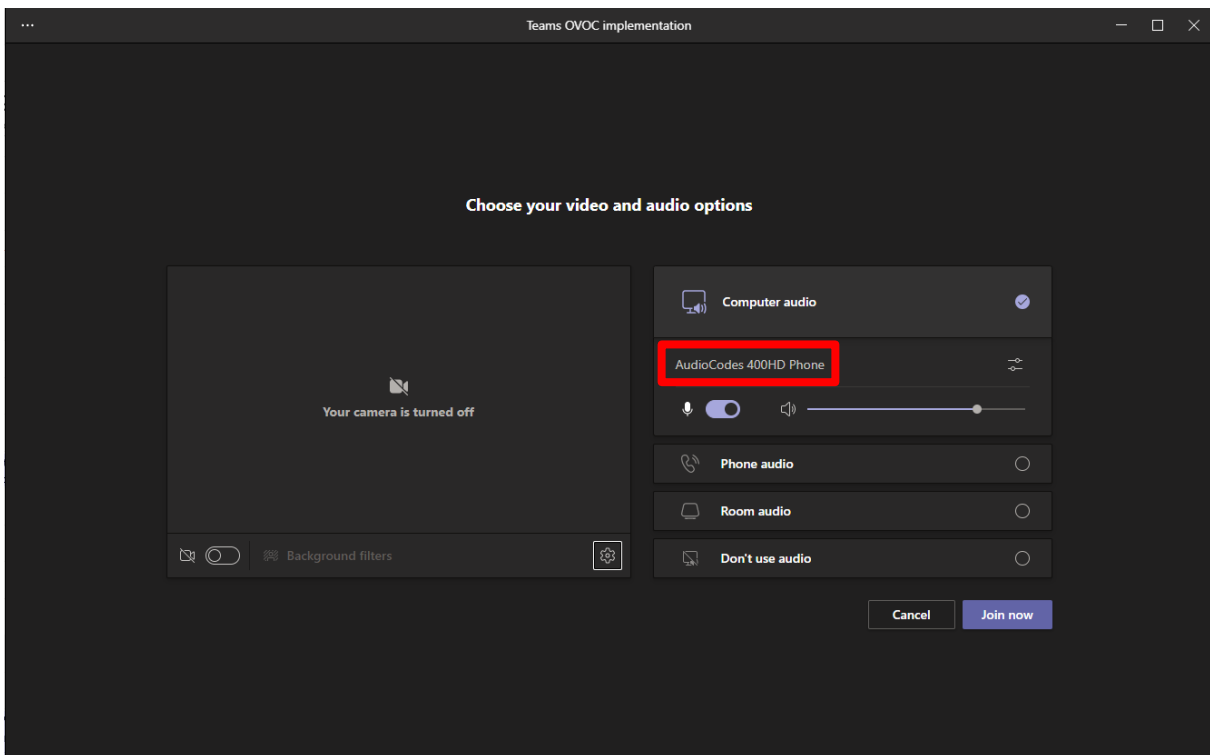 Teams OVOC implementation
Choose your video and audio options
Your camera is turned off
Background filters
Computer audio
AudioCodes 400HD Phone
Phone audio
Room audio
Don't use audio
Cancel
Join now